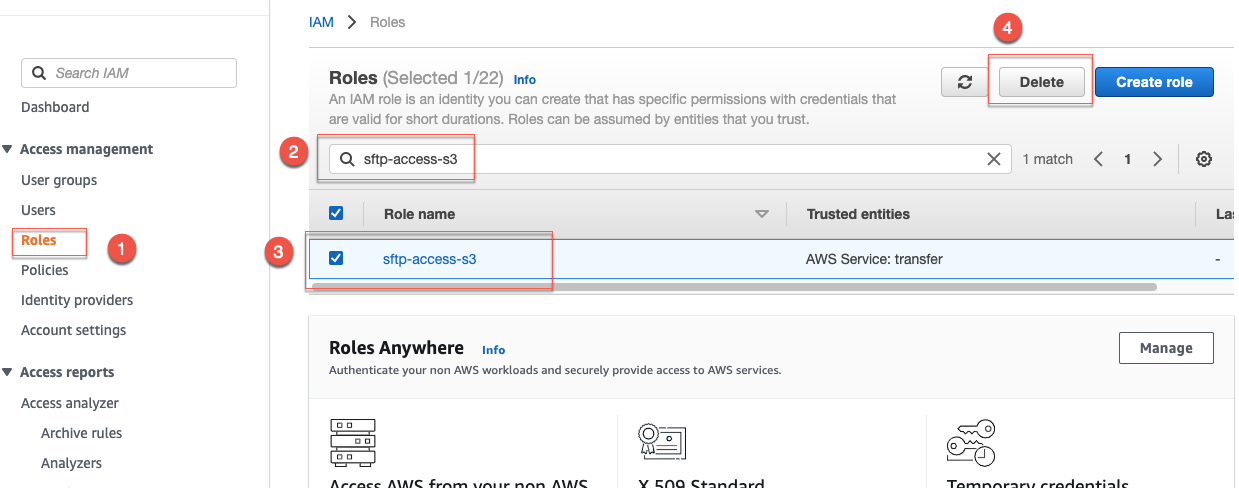 IAM > Roles
4
Search IAM
Dashboard
Access management
User groups
Users
Roles
1
Policies
Identity providers
Account settings
Access reports
Access analyzer
Archive rules
Analyzers
Roles (Selected 1/22) Info
Delete
Create role
An IAM role is an identity you can create that has specific permissions with credentials that
are valid for short durations. Roles can be assumed by entities that you trust.
2
sftp-access-s3
1 match
1
Role name
Trusted entities
3
sftp-access-s3
AWS Service: transfer
-
Roles Anywhere Info
Manage
Authenticate your non AWS workloads and securely provide access to AWS services.
Access AWS from your non AWS
X.509 Standard
Temporary credentials